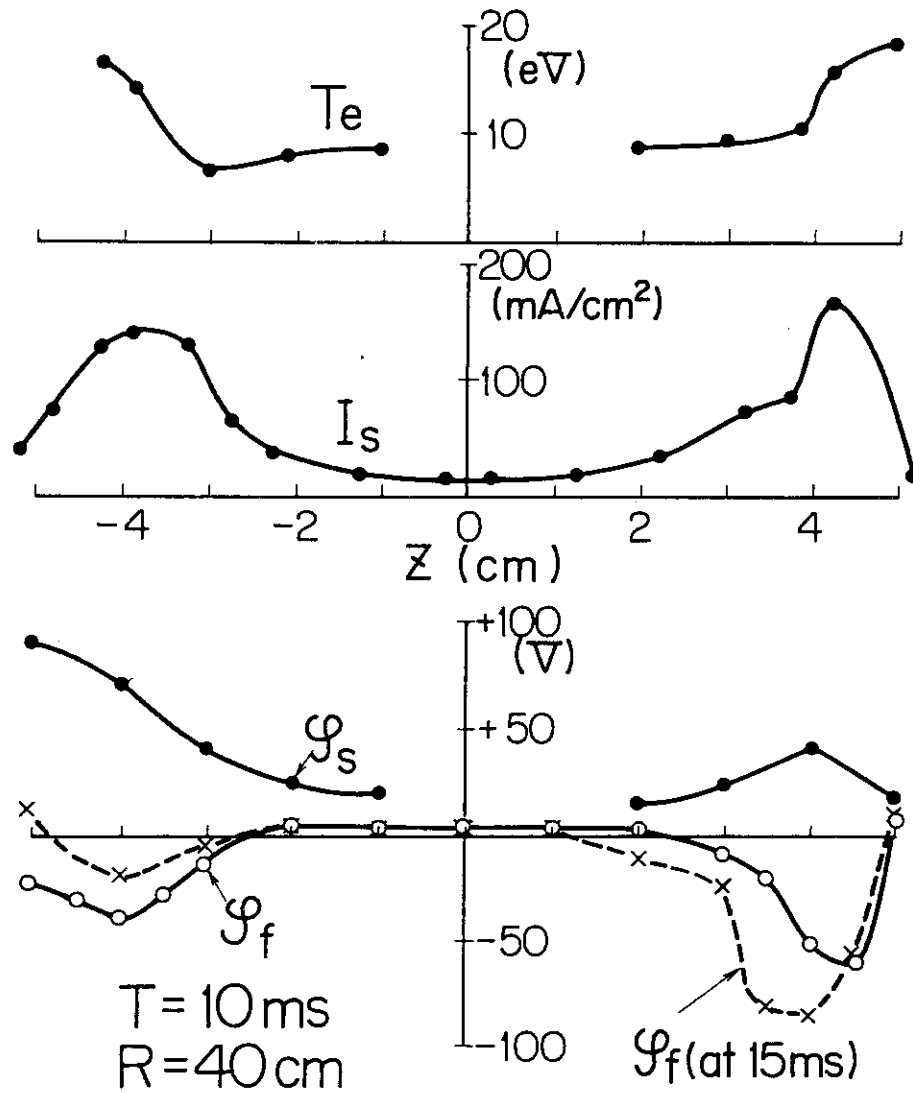 20
(eV)
Te
10
200
(mA/cm²)
100
Is
-4 -2 0 2 4
Z (cm)
+100
(V)
+50
φs
φf
-50
T = 10 ms
R = 40 cm
-100
φf (at 15ms)